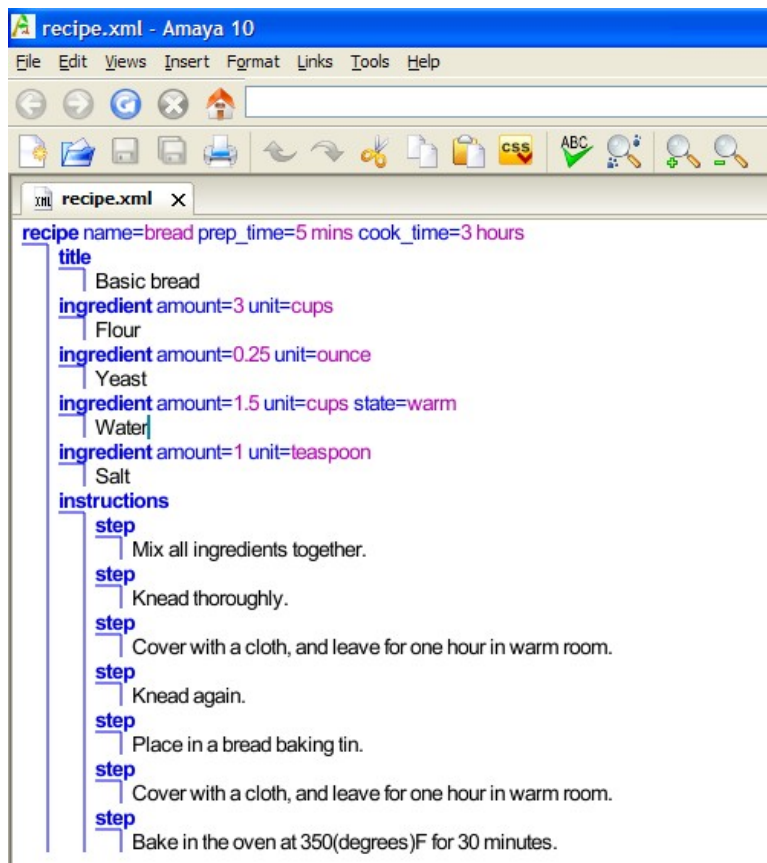 recipe.xml - Amaya 10
File Edit Views Insert Format Links Tools Help
CSS ABC
XML recipe.xml X
recipe name=bread prep_time=5 mins cook_time=3 hours
title
Basic bread
ingredient amount=3 unit=cups
Flour
ingredient amount=0.25 unit=ounce
Yeast
ingredient amount=1.5 unit=cups state=warm
Water
ingredient amount=1 unit=teaspoon
Salt
instructions
step
Mix all ingredients together.
step
Knead thoroughly.
step
Cover with a cloth, and leave for one hour in warm room.
step
Knead again.
step
Place in a bread baking tin.
step
Cover with a cloth, and leave for one hour in warm room.
step
Bake in the oven at 350(degrees)F for 30 minutes.